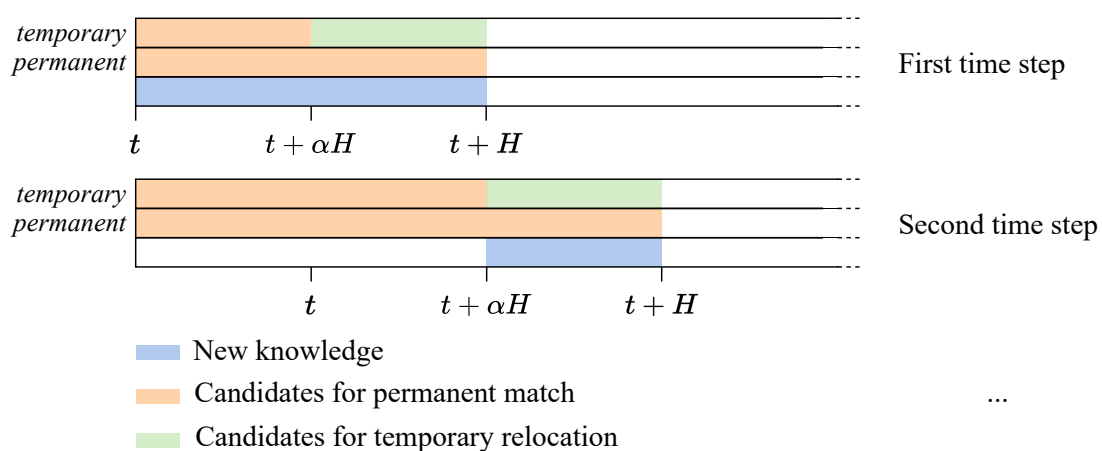 temporary
permanent
First time step
t
t + αH
t + H
temporary
permanent
Second time step
t
t + αH
t + H
New knowledge
Candidates for permanent match
...
Candidates for temporary relocation